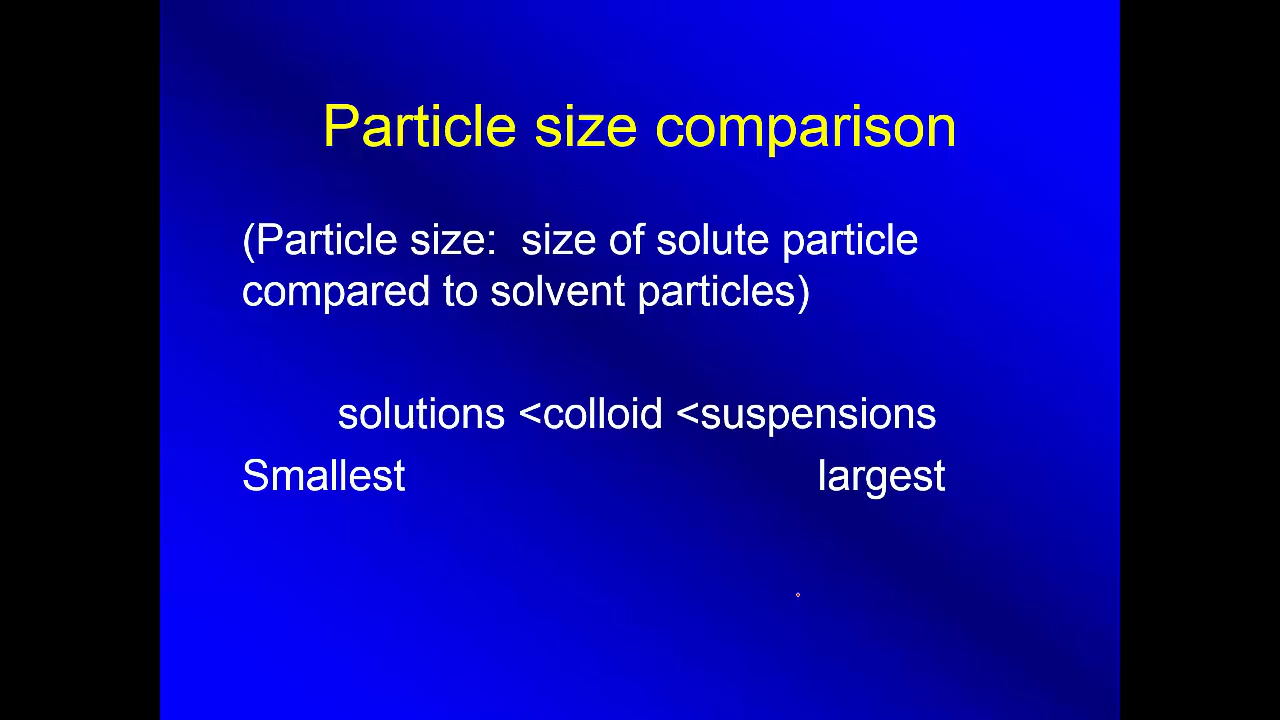 Particle size comparison
(Particle size:  size of solute particle
compared to solvent particles)
solutions <colloid <suspensions
Smallest largest